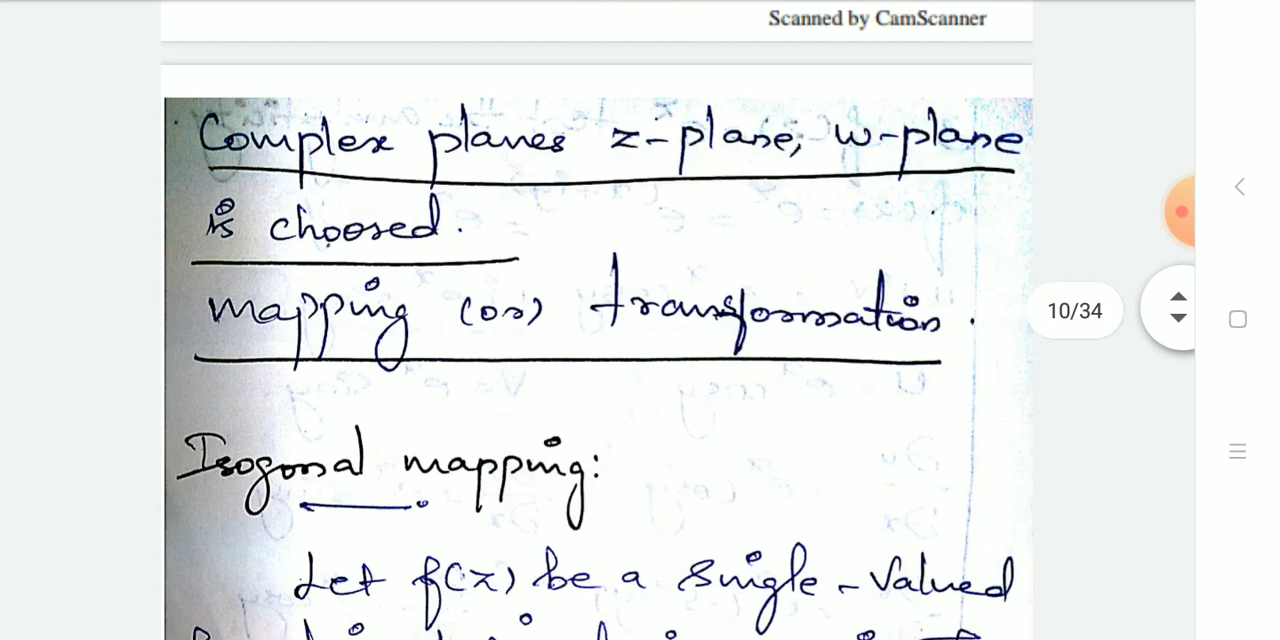 Scanned by CamScanner
Complex planes z-plane, w-plane
is choosed.
mapping (or) transformation.
10/34
Isogonal mapping:
Let f(z) be a single-valued